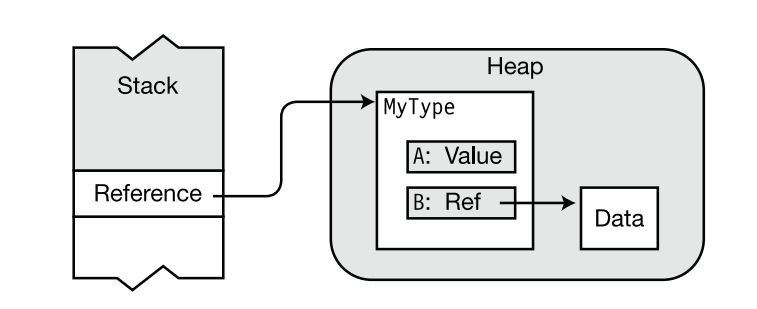 Stack
Reference
Heap
MyType
A: Value
B: Ref
Data